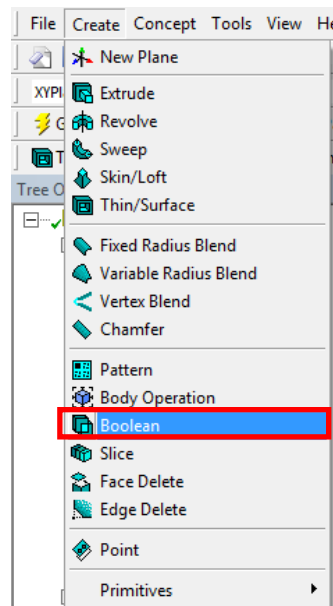 File Create Concept Tools View He
New Plane
XYPl
Extrude
G
Revolve
T
Sweep
Skin/Loft
Tree O
Thin/Surface
Fixed Radius Blend
Variable Radius Blend
Vertex Blend
Chamfer
Pattern
Body Operation
Boolean
Slice
Face Delete
Edge Delete
Point
Primitives